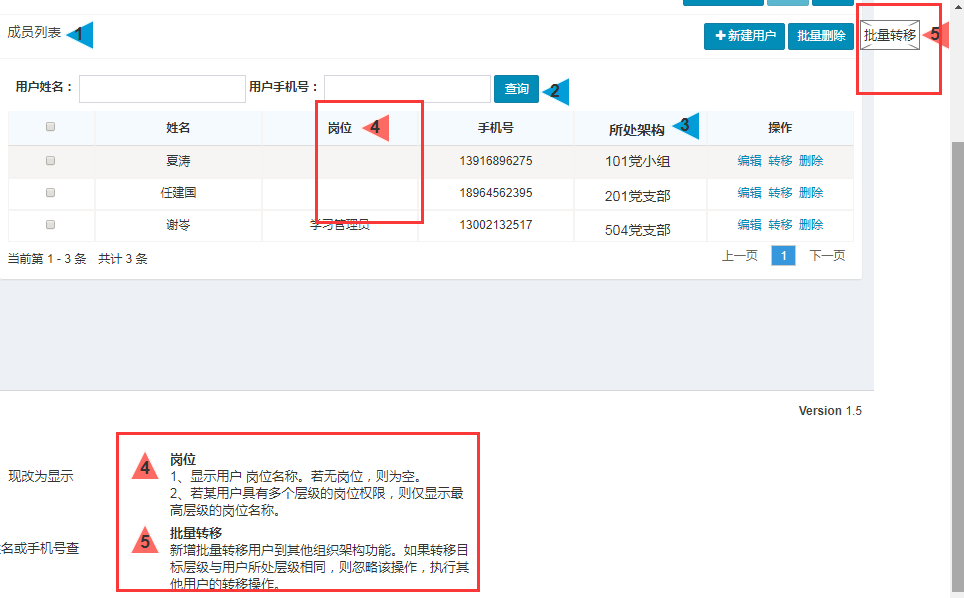 成员列表 1
新建用户 批量删除 批量转移 5
用户姓名： 用户手机号： 查询 2
姓名 岗位 4 手机号 所处架构 3 操作
夏涛 13916896275 101党小组 编辑 转移 删除
任建国 18964562395 201党支部 编辑 转移 删除
谢岺 学习管理员 13002132517 504党支部 编辑 转移 删除
当前第 1 - 3 条 共计 3 条 上一页 1 下一页
Version 1.5
现改为显示
名或手机号查
4 岗位
1、显示用户 岗位名称。若无岗位，则为空。
2、若某用户具有多个层级的岗位权限，则仅显示最
高层级的岗位名称。
5 批量转移
新增批量转移用户到其他组织架构功能。如果转移目
标层级与用户所处层级相同，则忽略该操作，执行其
他用户的转移操作。